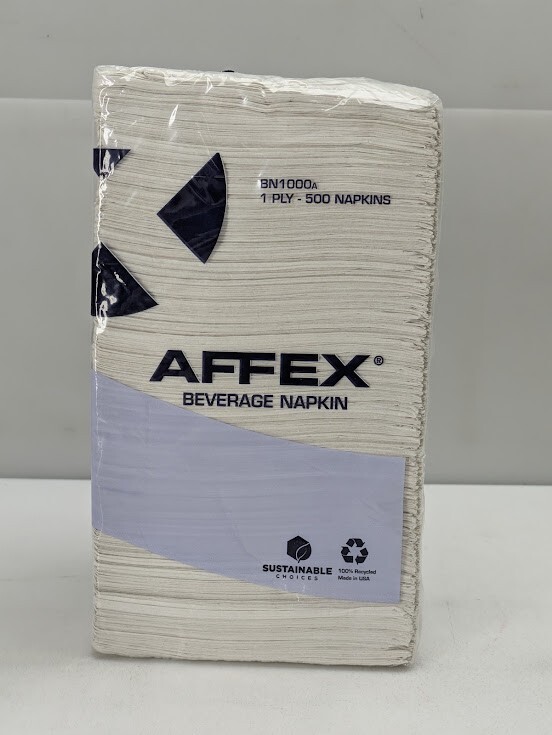 BN1000A
1 PLY - 500 NAPKINS
AFFEX®
BEVERAGE NAPKIN
SUSTAINABLE
CHOICES
100% Recycled
Made in USA